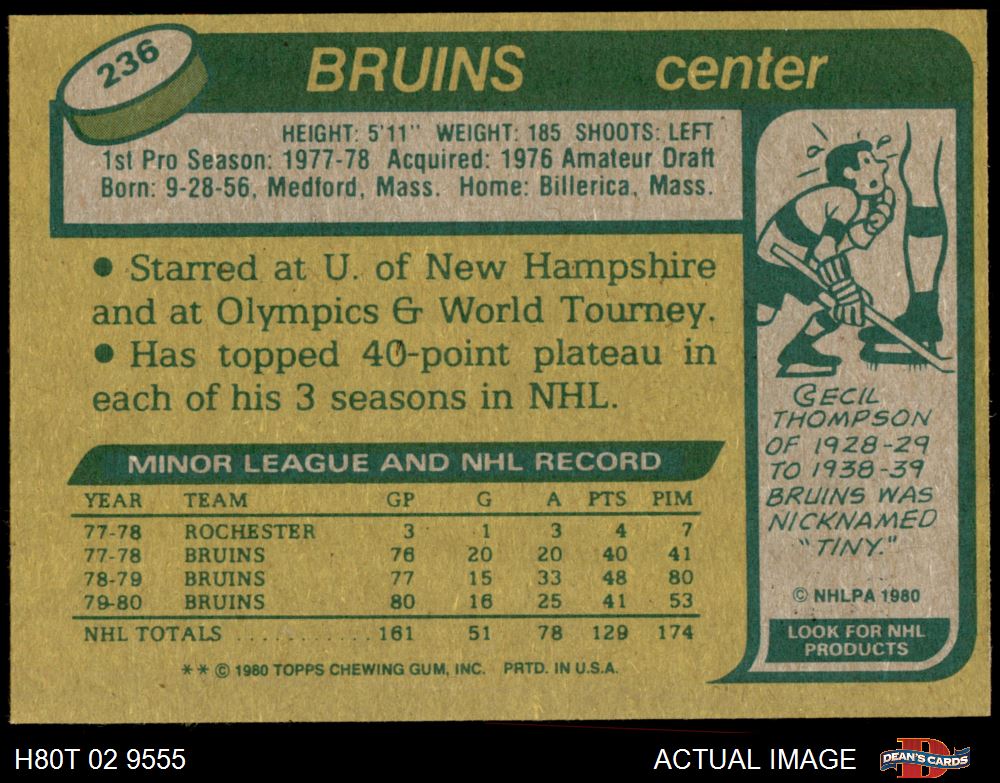 236
BRUINS center
HEIGHT: 5'11" WEIGHT: 185 SHOOTS: LEFT
1st Pro Season: 1977-78 Acquired: 1976 Amateur Draft
Born: 9-28-56, Medford, Mass. Home: Billerica, Mass.
• Starred at U. of New Hampshire
and at Olympics & World Tourney.
• Has topped 40-point plateau in
each of his 3 seasons in NHL.
MINOR LEAGUE AND NHL RECORD
YEAR TEAM GP G A PTS PIM
77-78 ROCHESTER 3 1 3 4 7
77-78 BRUINS 76 20 20 40 41
78-79 BRUINS 77 15 33 48 80
79-80 BRUINS 80 16 25 41 53
NHL TOTALS ........... 161 51 78 129 174
** © 1980 TOPPS CHEWING GUM, INC. PRTD. IN U.S.A.
CECIL
THOMPSON
OF 1928-29
TO 1938-39
BRUINS WAS
NICKNAMED
"TINY."
© NHLPA 1980
LOOK FOR NHL
PRODUCTS
H80T 02 9555
ACTUAL IMAGE
D
DEAN'S CARDS